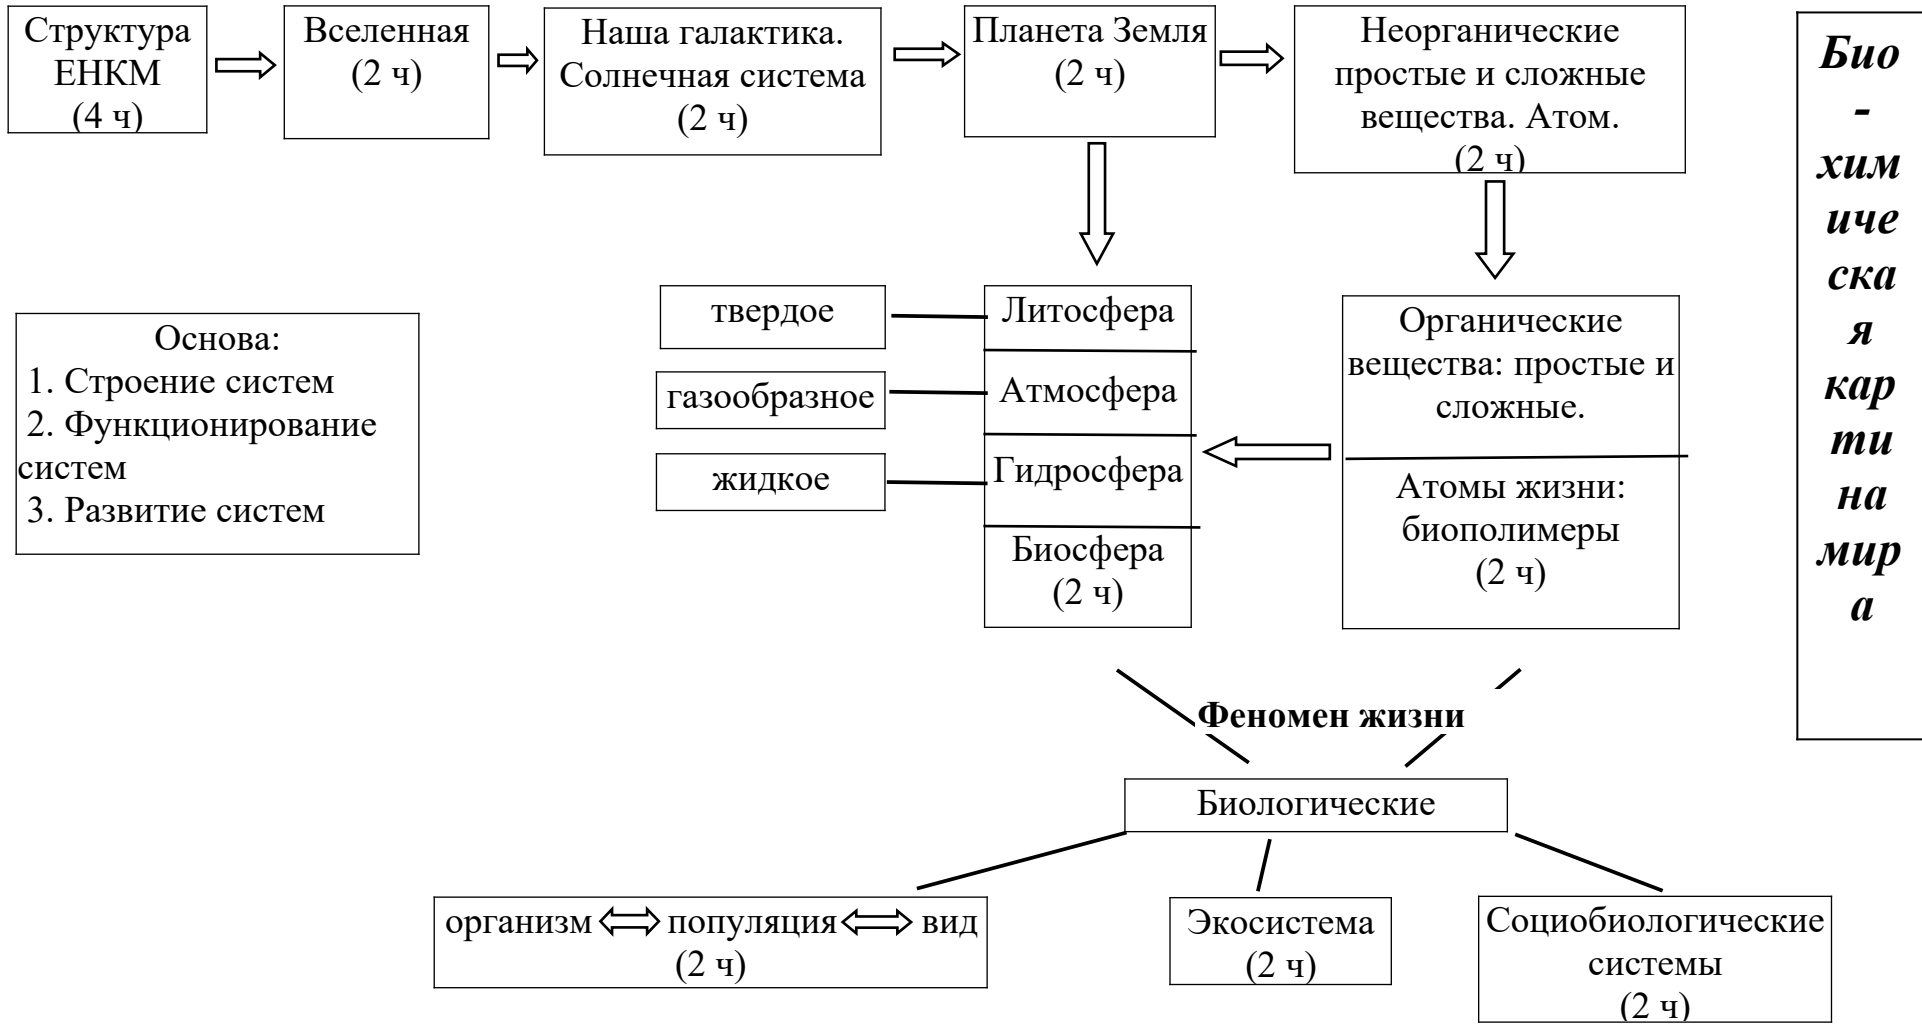 Структура
ЕНКМ
(4 ч)
Вселенная
(2 ч)
Наша галактика.
Солнечная система
(2 ч)
Планета Земля
(2 ч)
Неорганические
простые и сложные
вещества. Атом.
(2 ч)
Био
-
хим
иче
ска
я
кар
ти
на
мир
а
Основа:
1. Строение систем
2. Функционирование
систем
3. Развитие систем
твердое
газообразное
жидкое
Литосфера
Атмосфера
Гидросфера
Биосфера
(2 ч)
Органические
вещества: простые и
сложные.
Атомы жизни:
биополимеры
(2 ч)
Феномен жизни
Биологические
организм популяция вид
(2 ч)
Экосистема
(2 ч)
Социобиологические
системы
(2 ч)